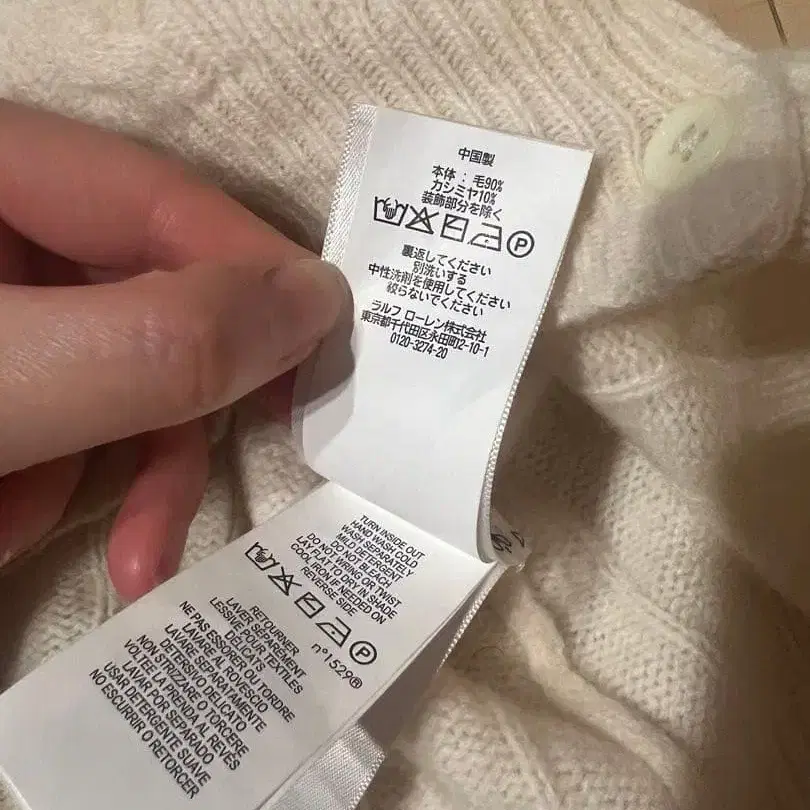 中国製
本体 : 毛90%
カシミヤ10%
装飾部分を除く
P
裏返してください
別洗いする
中性洗剤を使用してください
絞らないでください
ラルフ ローレン株式会社
東京都千代田区永田町2-10-1
0120-3274-20
TURN INSIDE OUT
HAND WASH COLD
WASH SEPARATELY
MILD DETERGENT
DO NOT BLEACH
DO NOT WRING OR TWIST
LAY FLAT TO DRY IN SHADE
COOL IRON IF NEEDED ON
REVERSE SIDE
P
n°1529®
RETOURNER
LAVER SÉPARÉMENT
LESSIVE POUR TEXTILES
DÉLICATS
NE PAS ESSORER OU TORDRE
LAVARE AL ROVESCIO
LAVARE SEPARATAMENTE
DETERSIVO DELICATO
NON STRIZZARE O TORCERE
VOLTEE LA PRENDA AL REVES
LAVAR POR SEPARADO
USAR DETERGENTE SUAVE
NO ESCURRIR O RETORCER